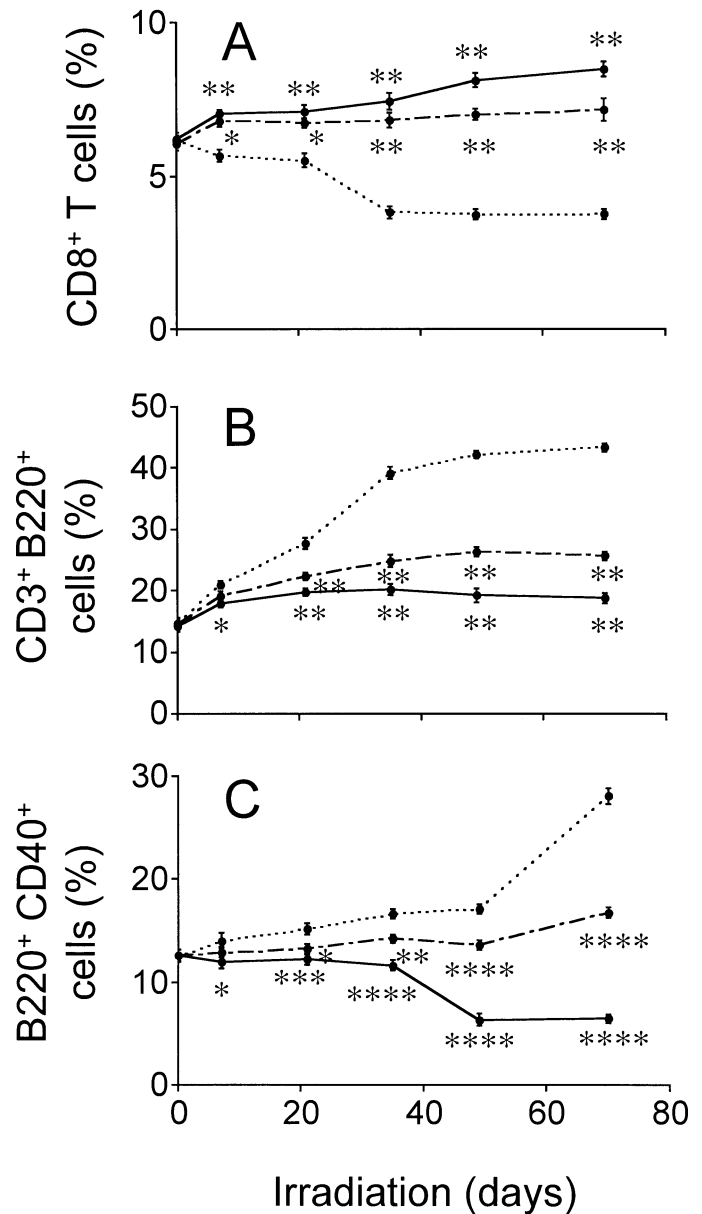 10
A
** ** ** ** **
* * ** ** **
5
0
CD8⁺ T cells (%)
50
B
40
30
20
** ** ** **
* ** ** ** **
10
0
CD3⁺ B220⁺
cells (%)
30
C
20
* ** **** ****
10
* *** **** **** ****
0
B220⁺ CD40⁺
cells (%)
0 20 40 60 80
Irradiation (days)